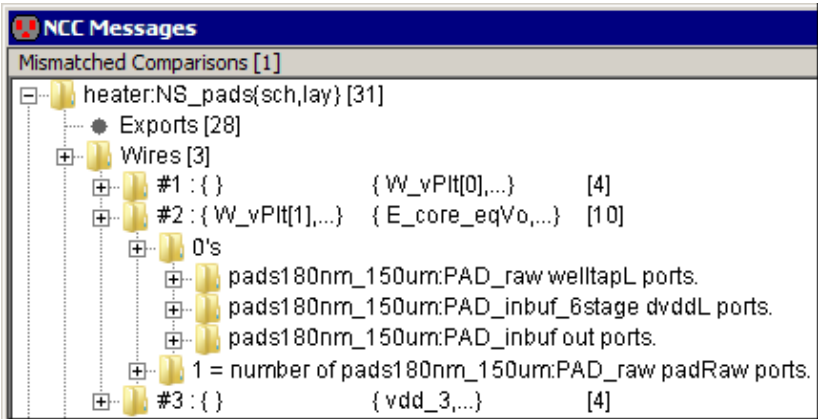 NCC Messages
Mismatched Comparisons [1]
heater:NS_pads{sch,lay} [31]
Exports [28]
Wires [3]
#1 : { } { W_vPlt[0],...} [4]
#2 : { W_vPlt[1],...} { E_core_eqVo,...} [10]
0's
pads180nm_150um:PAD_raw welltapL ports.
pads180nm_150um:PAD_inbuf_6stage dvddL ports.
pads180nm_150um:PAD_inbuf out ports.
1 = number of pads180nm_150um:PAD_raw padRaw ports.
#3 : { } { vdd_3,...} [4]